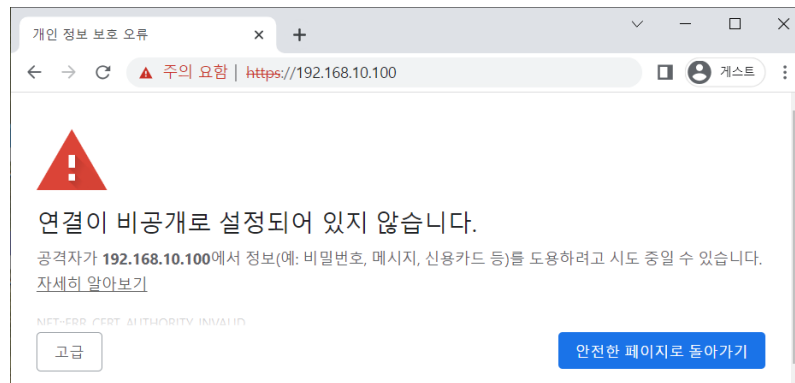 개인 정보 보호 오류
주의 요함 | https://192.168.10.100
게스트
연결이 비공개로 설정되어 있지 않습니다.
공격자가 192.168.10.100에서 정보(예: 비밀번호, 메시지, 신용카드 등)를 도용하려고 시도 중일 수 있습니다.
자세히 알아보기
NET::ERR_CERT_AUTHORITY_INVALID
고급
안전한 페이지로 돌아가기